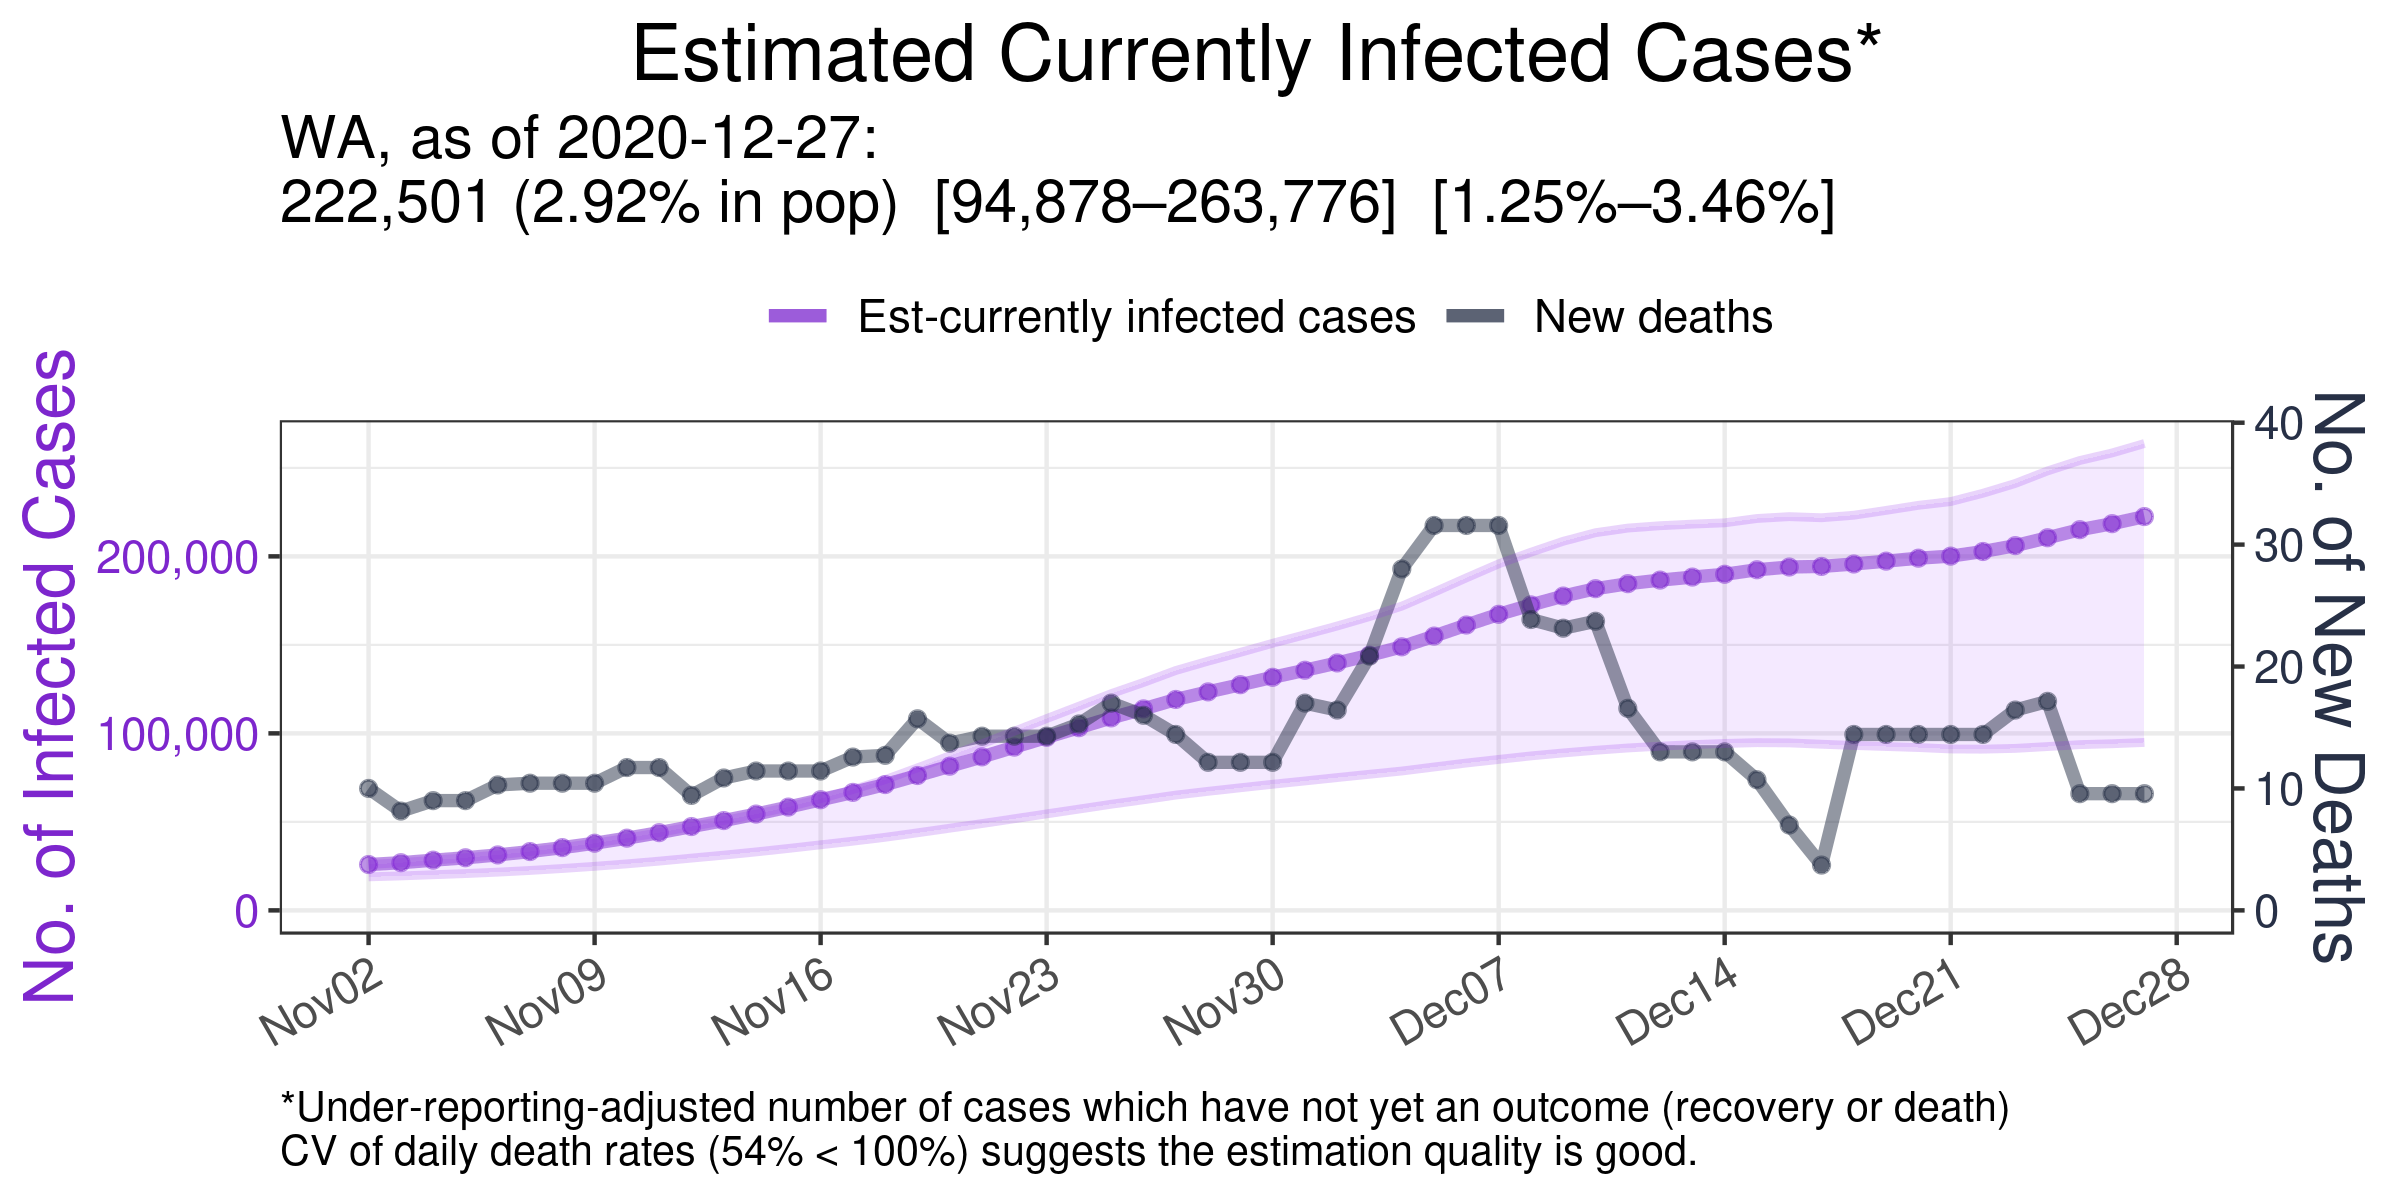 Estimated Currently Infected Cases*
WA, as of 2020-12-27:
222,501 (2.92% in pop) [94,878–263,776] [1.25%–3.46%]
Est-currently infected cases
New deaths
No. of Infected Cases
200,000
100,000
0
40
30
20
10
0
No. of New Deaths
Nov02
Nov09
Nov16
Nov23
Nov30
Dec07
Dec14
Dec21
Dec28
*Under-reporting-adjusted number of cases which have not yet an outcome (recovery or death)
CV of daily death rates (54% < 100%) suggests the estimation quality is good.